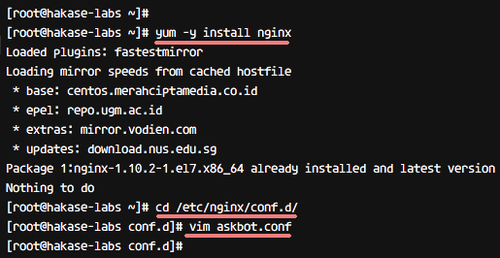 [root@hakase-labs ~]#
[root@hakase-labs ~]# yum -y install nginx
Loaded plugins: fastestmirror
Loading mirror speeds from cached hostfile
 * base: centos.merahciptamedia.co.id
 * epel: repo.ugm.ac.id
 * extras: mirror.vodien.com
 * updates: download.nus.edu.sg
Package 1:nginx-1.10.2-1.el7.x86_64 already installed and latest version
Nothing to do
[root@hakase-labs ~]# cd /etc/nginx/conf.d/
[root@hakase-labs conf.d]# vim askbot.conf
[root@hakase-labs conf.d]#